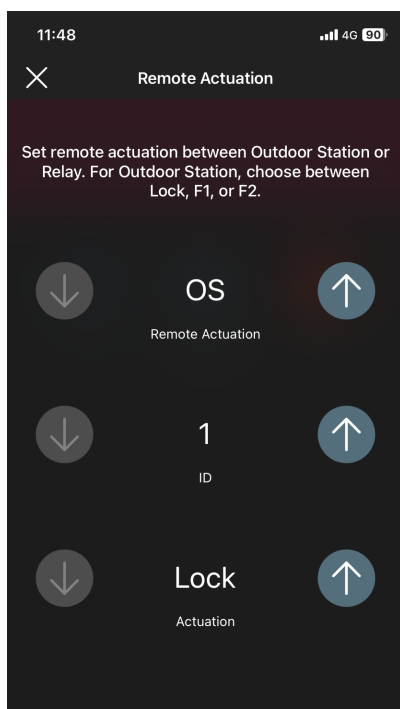 11:48
4G 90
Remote Actuation
Set remote actuation between Outdoor Station or
Relay. For Outdoor Station, choose between
Lock, F1, or F2.
OS
Remote Actuation
1
ID
Lock
Actuation